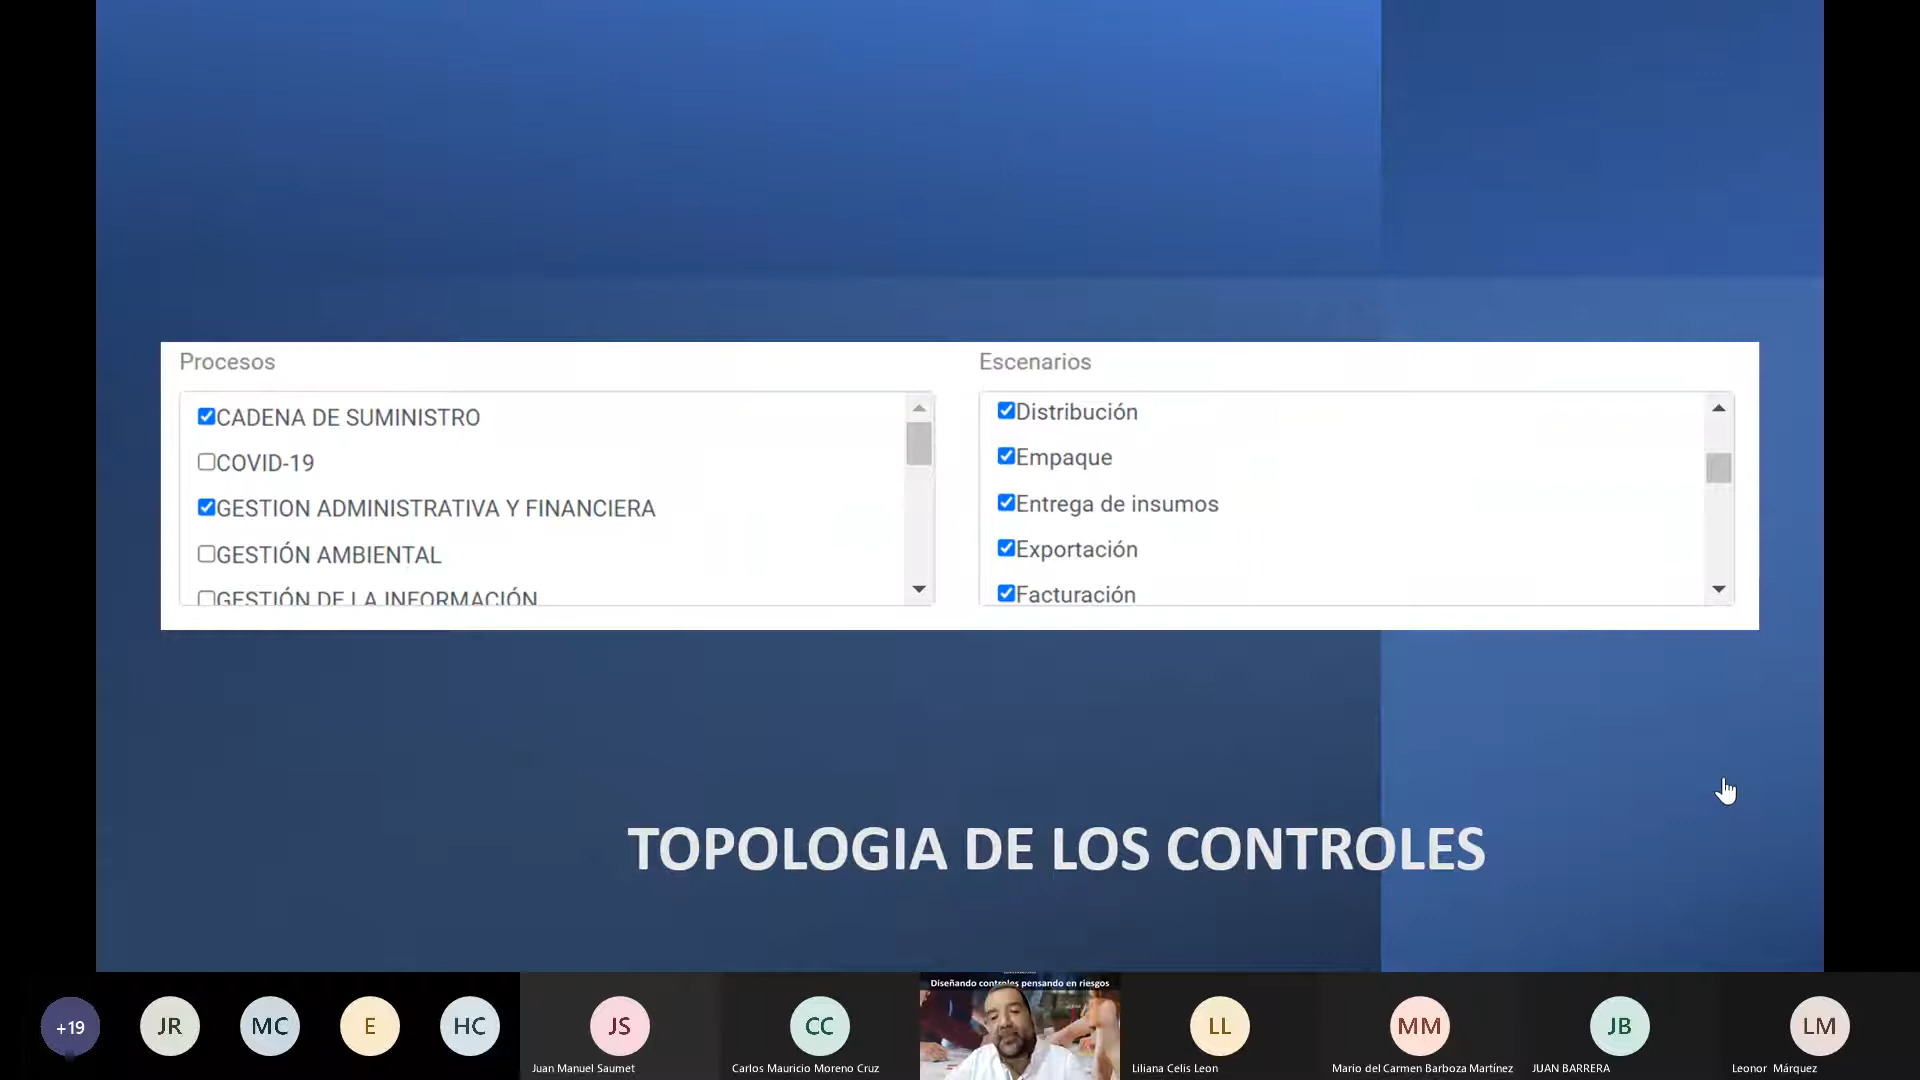 Procesos
Escenarios
CADENA DE SUMINISTRO
COVID-19
GESTION ADMINISTRATIVA Y FINANCIERA
GESTIÓN AMBIENTAL
GESTIÓN DE LA INFORMACIÓN
Distribución
Empaque
Entrega de insumos
Exportación
Facturación
TOPOLOGIA DE LOS CONTROLES
+19
JR
MC
E
HC
JS
Juan Manuel Saumet
CC
Carlos Mauricio Moreno Cruz
Diseñando controles pensando en riesgos
LL
Liliana Celis Leon
MM
Mario del Carmen Barboza Martínez
JB
JUAN BARRERA
LM
Leonor Márquez